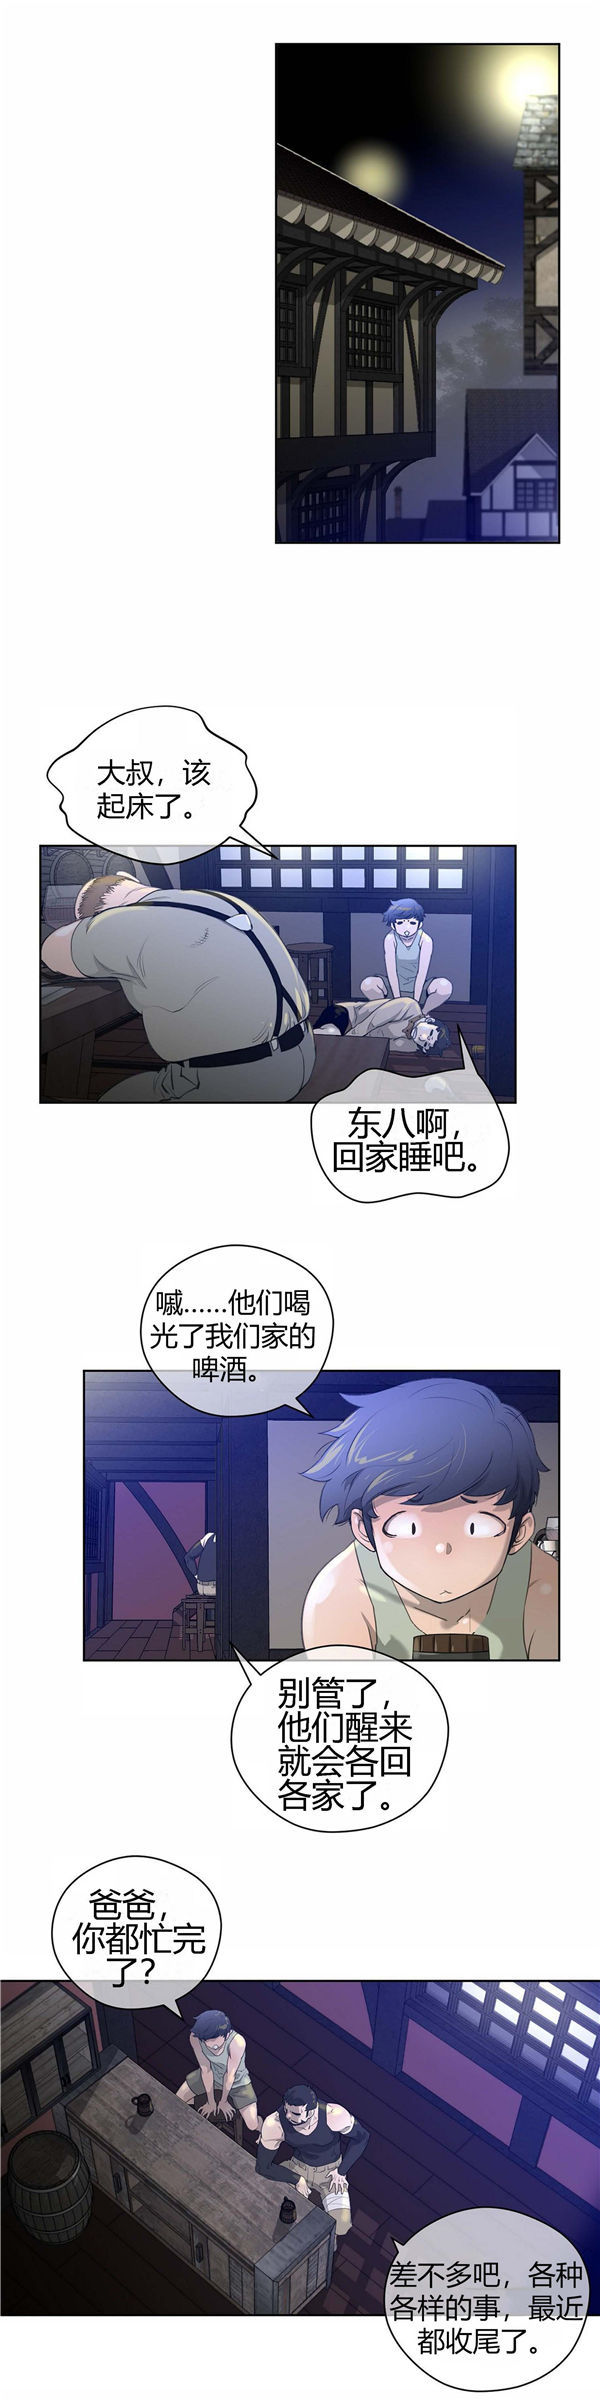 大叔，该
起床了。
东八啊，
回家睡吧。
嘁……他们喝
光了我们家的
啤酒。
别管了，
他们醒来
就会各回
各家了。
爸爸，
你都忙完
了？
差不多吧，各种
各样的事，最近
都收尾了。